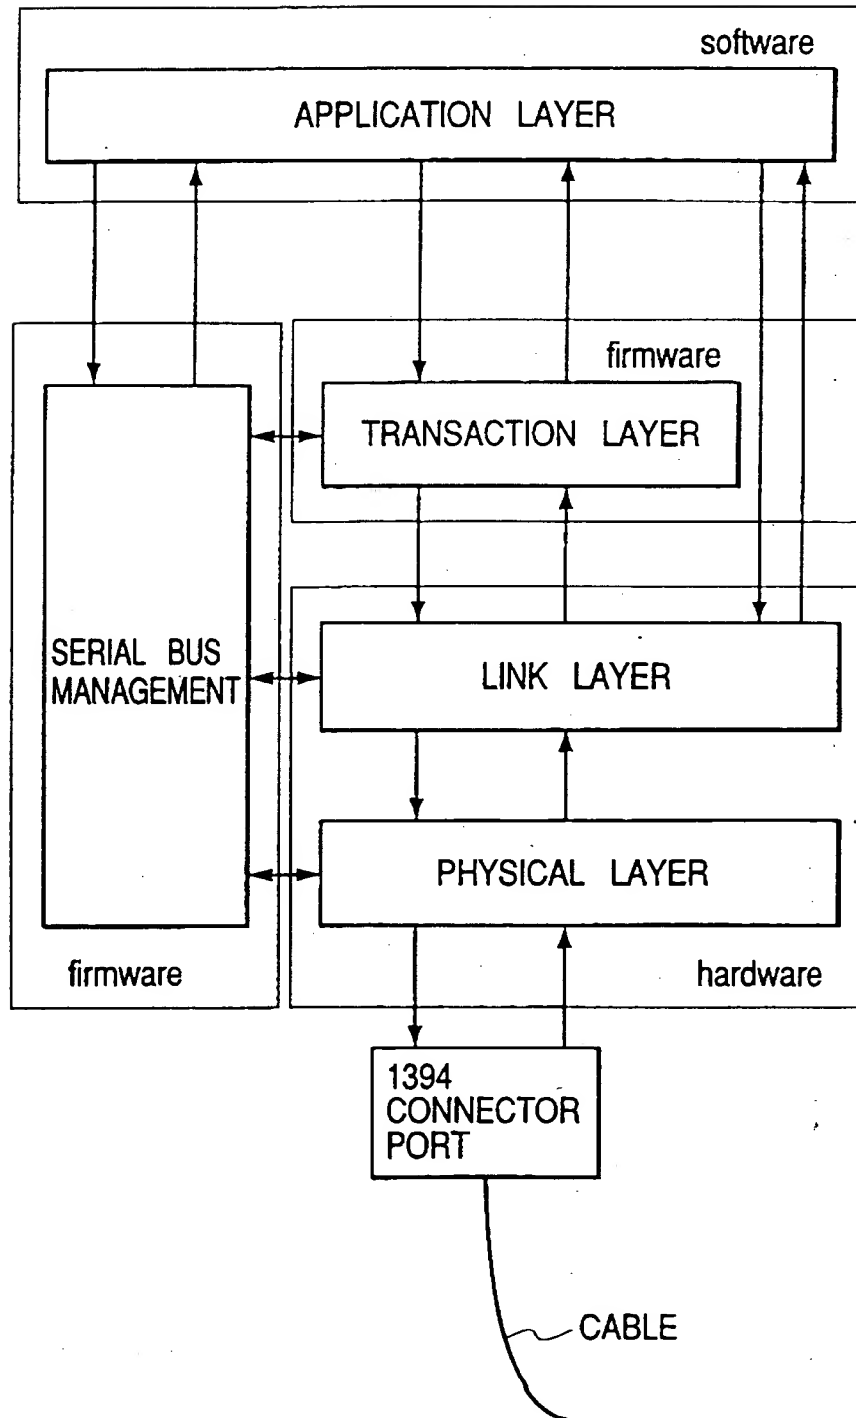 software
APPLICATION LAYER
firmware
TRANSACTION LAYER
SERIAL BUS
MANAGEMENT
LINK LAYER
PHYSICAL LAYER
firmware
hardware
1394
CONNECTOR
PORT
CABLE